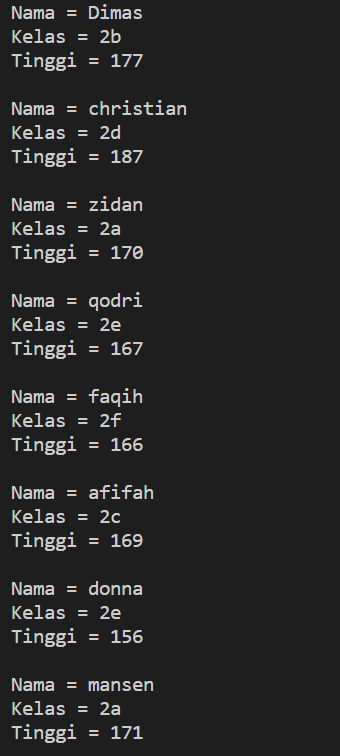 Nama = Dimas
Kelas = 2b
Tinggi = 177
Nama = christian
Kelas = 2d
Tinggi = 187
Nama = zidan
Kelas = 2a
Tinggi = 170
Nama = qodri
Kelas = 2e
Tinggi = 167
Nama = faqih
Kelas = 2f
Tinggi = 166
Nama = afifah
Kelas = 2c
Tinggi = 169
Nama = donna
Kelas = 2e
Tinggi = 156
Nama = mansen
Kelas = 2a
Tinggi = 171